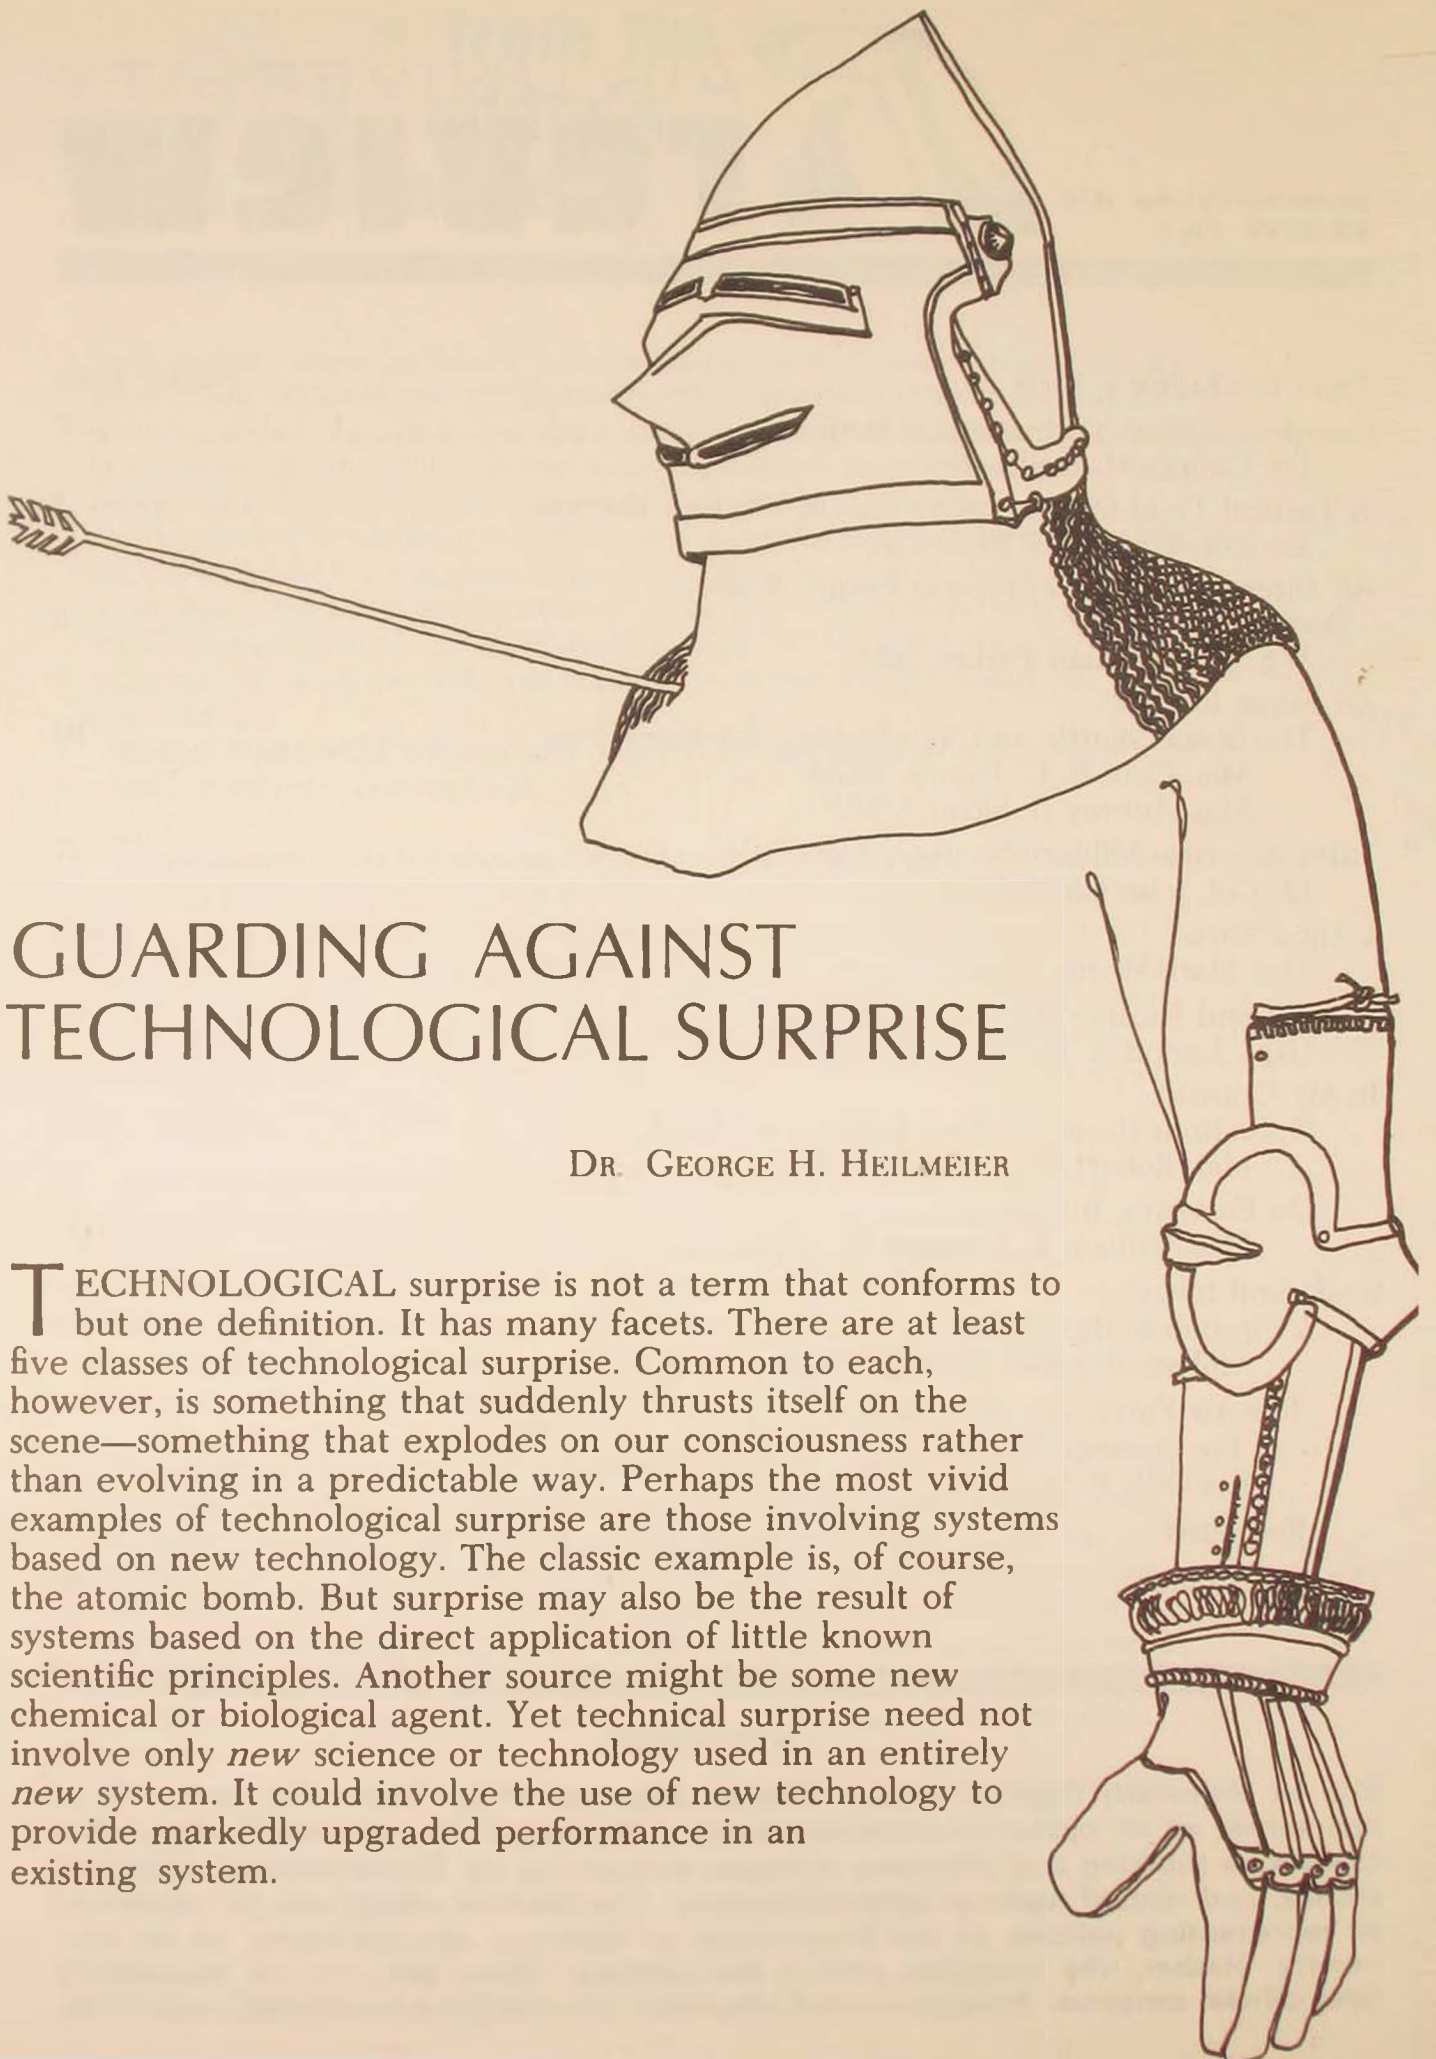 GUARDING AGAINST
TECHNOLOGICAL SURPRISE
DR. GEORGE H. HEILMEIER
TECHNOLOGICAL surprise is not a term that conforms to
but one definition. It has many facets. There are at least
five classes of technological surprise. Common to each,
however, is something that suddenly thrusts itself on the
scene—something that explodes on our consciousness rather
than evolving in a predictable way. Perhaps the most vivid
examples of technological surprise are those involving systems
based on new technology. The classic example is, of course,
the atomic bomb. But surprise may also be the result of
systems based on the direct application of little known
scientific principles. Another source might be some new
chemical or biological agent. Yet technical surprise need not
involve only new science or technology used in an entirely
new system. It could involve the use of new technology to
provide markedly upgraded performance in an
existing system.